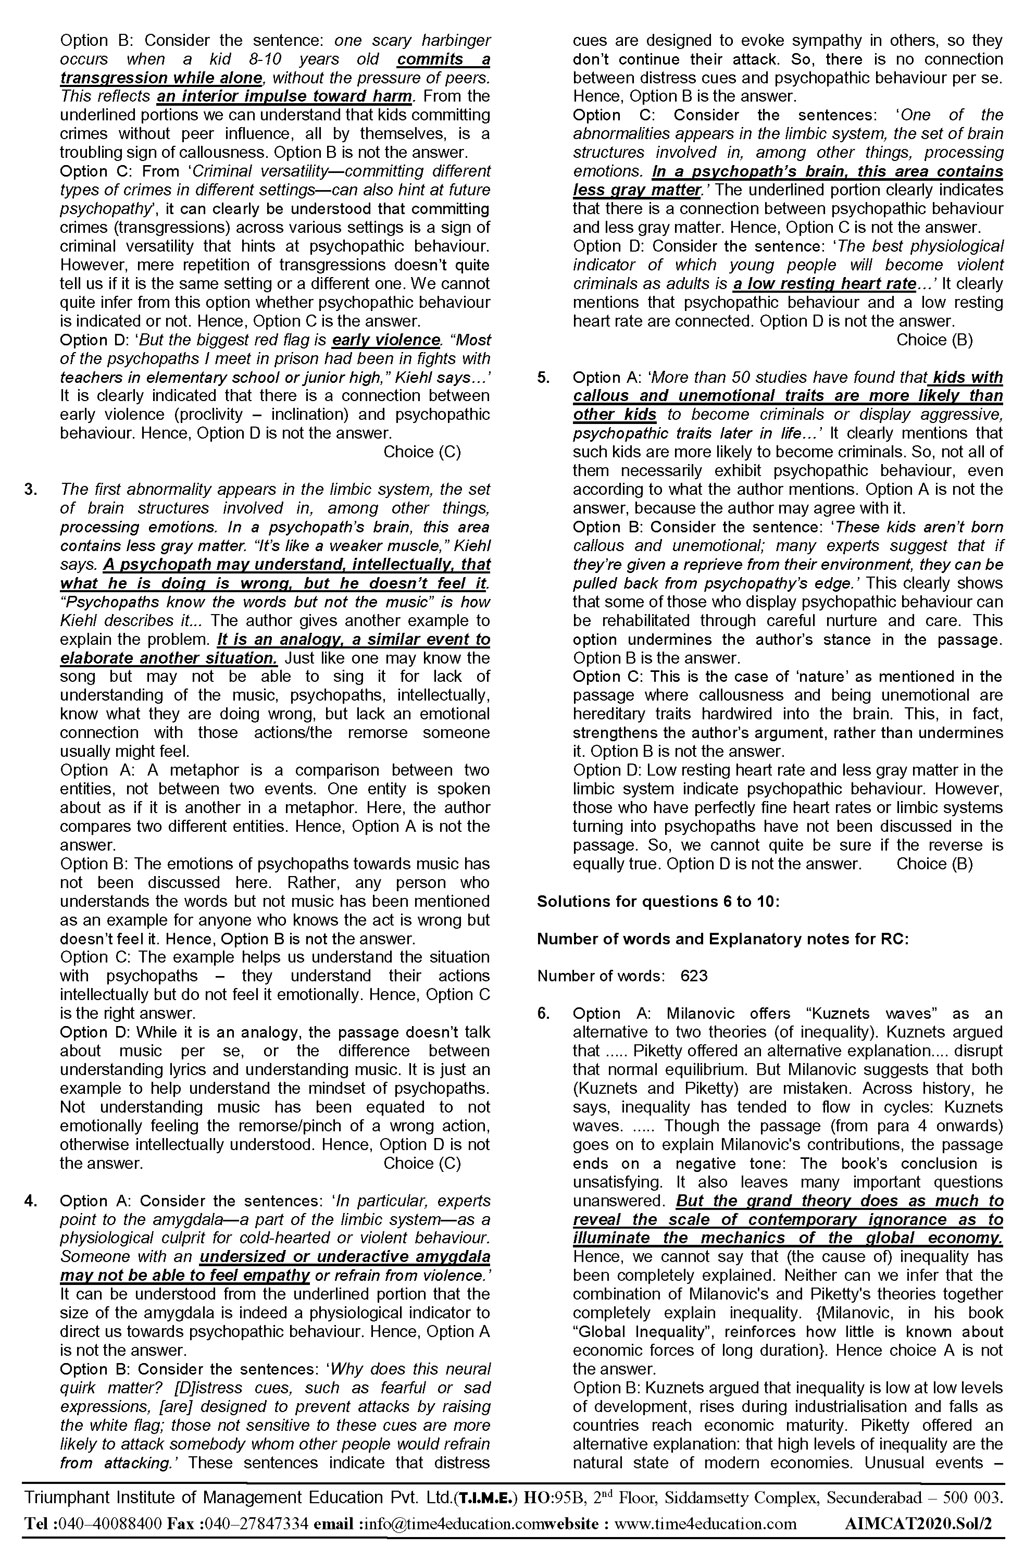 Option B: Consider the sentence: one scary harbinger
occurs when a kid 8-10 years old commits a
transgression while alone, without the pressure of peers.
This reflects an interior impulse toward harm. From the
underlined portions we can understand that kids committing
crimes without peer influence, all by themselves, is a
troubling sign of callousness. Option B is not the answer.
Option C: From ‘Criminal versatility—committing different
types of crimes in different settings—can also hint at future
psychopathy’, it can clearly be understood that committing
crimes (transgressions) across various settings is a sign of
criminal versatility that hints at psychopathic behaviour.
However, mere repetition of transgressions doesn’t quite
tell us if it is the same setting or a different one. We cannot
quite infer from this option whether psychopathic behaviour
is indicated or not. Hence, Option C is the answer.
Option D: ‘But the biggest red flag is early violence. “Most
of the psychopaths I meet in prison had been in fights with
teachers in elementary school or junior high,” Kiehl says…’
It is clearly indicated that there is a connection between
early violence (proclivity – inclination) and psychopathic
behaviour. Hence, Option D is not the answer.
Choice (C)
3. The first abnormality appears in the limbic system, the set
of brain structures involved in, among other things,
processing emotions. In a psychopath’s brain, this area
contains less gray matter. “It’s like a weaker muscle,” Kiehl
says. A psychopath may understand, intellectually, that
what he is doing is wrong, but he doesn’t feel it.
“Psychopaths know the words but not the music” is how
Kiehl describes it... The author gives another example to
explain the problem. It is an analogy, a similar event to
elaborate another situation. Just like one may know the
song but may not be able to sing it for lack of
understanding of the music, psychopaths, intellectually,
know what they are doing wrong, but lack an emotional
connection with those actions/the remorse someone
usually might feel.
Option A: A metaphor is a comparison between two
entities, not between two events. One entity is spoken
about as if it is another in a metaphor. Here, the author
compares two different entities. Hence, Option A is not the
answer.
Option B: The emotions of psychopaths towards music has
not been discussed here. Rather, any person who
understands the words but not music has been mentioned
as an example for anyone who knows the act is wrong but
doesn’t feel it. Hence, Option B is not the answer.
Option C: The example helps us understand the situation
with psychopaths – they understand their actions
intellectually but do not feel it emotionally. Hence, Option C
is the right answer.
Option D: While it is an analogy, the passage doesn’t talk
about music per se, or the difference between
understanding lyrics and understanding music. It is just an
example to help understand the mindset of psychopaths.
Not understanding music has been equated to not
emotionally feeling the remorse/pinch of a wrong action,
otherwise intellectually understood. Hence, Option D is not
the answer. Choice (C)
4. Option A: Consider the sentences: ‘In particular, experts
point to the amygdala—a part of the limbic system—as a
physiological culprit for cold-hearted or violent behaviour.
Someone with an undersized or underactive amygdala
may not be able to feel empathy or refrain from violence.’
It can be understood from the underlined portion that the
size of the amygdala is indeed a physiological indicator to
direct us towards psychopathic behaviour. Hence, Option A
is not the answer.
Option B: Consider the sentences: ‘Why does this neural
quirk matter? [D]istress cues, such as fearful or sad
expressions, [are] designed to prevent attacks by raising
the white flag; those not sensitive to these cues are more
likely to attack somebody whom other people would refrain
from attacking.’ These sentences indicate that distress
cues are designed to evoke sympathy in others, so they
don’t continue their attack. So, there is no connection
between distress cues and psychopathic behaviour per se.
Hence, Option B is the answer.
Option C: Consider the sentences: ‘One of the
abnormalities appears in the limbic system, the set of brain
structures involved in, among other things, processing
emotions. In a psychopath’s brain, this area contains
less gray matter.’ The underlined portion clearly indicates
that there is a connection between psychopathic behaviour
and less gray matter. Hence, Option C is not the answer.
Option D: Consider the sentence: ‘The best physiological
indicator of which young people will become violent
criminals as adults is a low resting heart rate…’ It clearly
mentions that psychopathic behaviour and a low resting
heart rate are connected. Option D is not the answer.
Choice (B)
5. Option A: ‘More than 50 studies have found that kids with
callous and unemotional traits are more likely than
other kids to become criminals or display aggressive,
psychopathic traits later in life…’ It clearly mentions that
such kids are more likely to become criminals. So, not all of
them necessarily exhibit psychopathic behaviour, even
according to what the author mentions. Option A is not the
answer, because the author may agree with it.
Option B: Consider the sentence: ‘These kids aren’t born
callous and unemotional; many experts suggest that if
they’re given a reprieve from their environment, they can be
pulled back from psychopathy’s edge.’ This clearly shows
that some of those who display psychopathic behaviour can
be rehabilitated through careful nurture and care. This
option undermines the author’s stance in the passage.
Option B is the answer.
Option C: This is the case of ‘nature’ as mentioned in the
passage where callousness and being unemotional are
hereditary traits hardwired into the brain. This, in fact,
strengthens the author’s argument, rather than undermines
it. Option B is not the answer.
Option D: Low resting heart rate and less gray matter in the
limbic system indicate psychopathic behaviour. However,
those who have perfectly fine heart rates or limbic systems
turning into psychopaths have not been discussed in the
passage. So, we cannot quite be sure if the reverse is
equally true. Option D is not the answer. Choice (B)
Solutions for questions 6 to 10:
Number of words and Explanatory notes for RC:
Number of words: 623
6. Option A: Milanovic offers “Kuznets waves” as an
alternative to two theories (of inequality). Kuznets argued
that ..... Piketty offered an alternative explanation.... disrupt
that normal equilibrium. But Milanovic suggests that both
(Kuznets and Piketty) are mistaken. Across history, he
says, inequality has tended to flow in cycles: Kuznets
waves. ..... Though the passage (from para 4 onwards)
goes on to explain Milanovic's contributions, the passage
ends on a negative tone: The book’s conclusion is
unsatisfying. It also leaves many important questions
unanswered. But the grand theory does as much to
reveal the scale of contemporary ignorance as to
illuminate the mechanics of the global economy.
Hence, we cannot say that (the cause of) inequality has
been completely explained. Neither can we infer that the
combination of Milanovic's and Piketty's theories together
completely explain inequality. {Milanovic, in his book
“Global Inequality”, reinforces how little is known about
economic forces of long duration}. Hence choice A is not
the answer.
Option B: Kuznets argued that inequality is low at low levels
of development, rises during industrialisation and falls as
countries reach economic maturity. Piketty offered an
alternative explanation: that high levels of inequality are the
natural state of modern economies. Unusual events –
Triumphant Institute of Management Education Pvt. Ltd.(T.I.M.E.) HO:95B, 2nd Floor, Siddamsetty Complex, Secunderabad – 500 003.
Tel :040–40088400 Fax :040–27847334 email :info@time4education.comwebsite : www.time4education.com AIMCAT2020.Sol/2